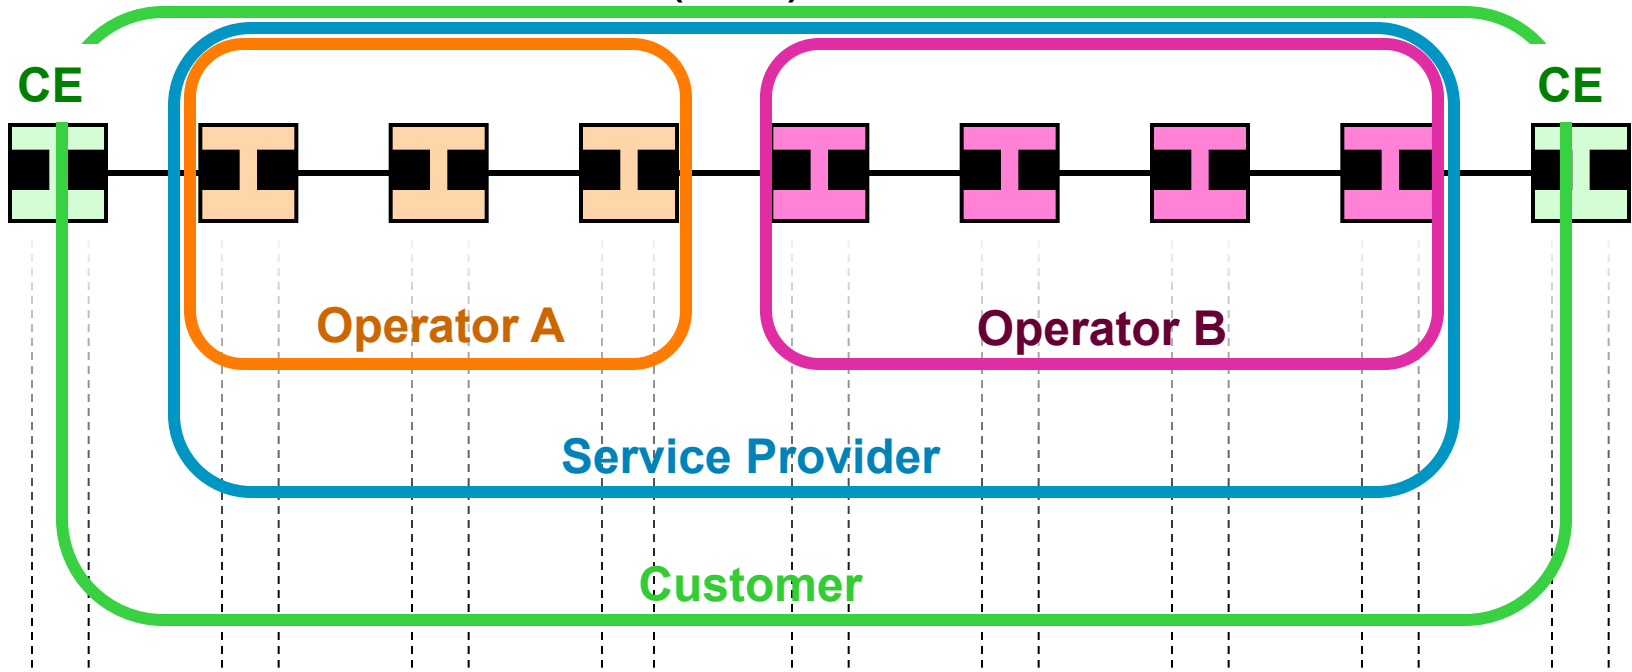 CE
CE
Operator A
Operator B
Service Provider
Customer